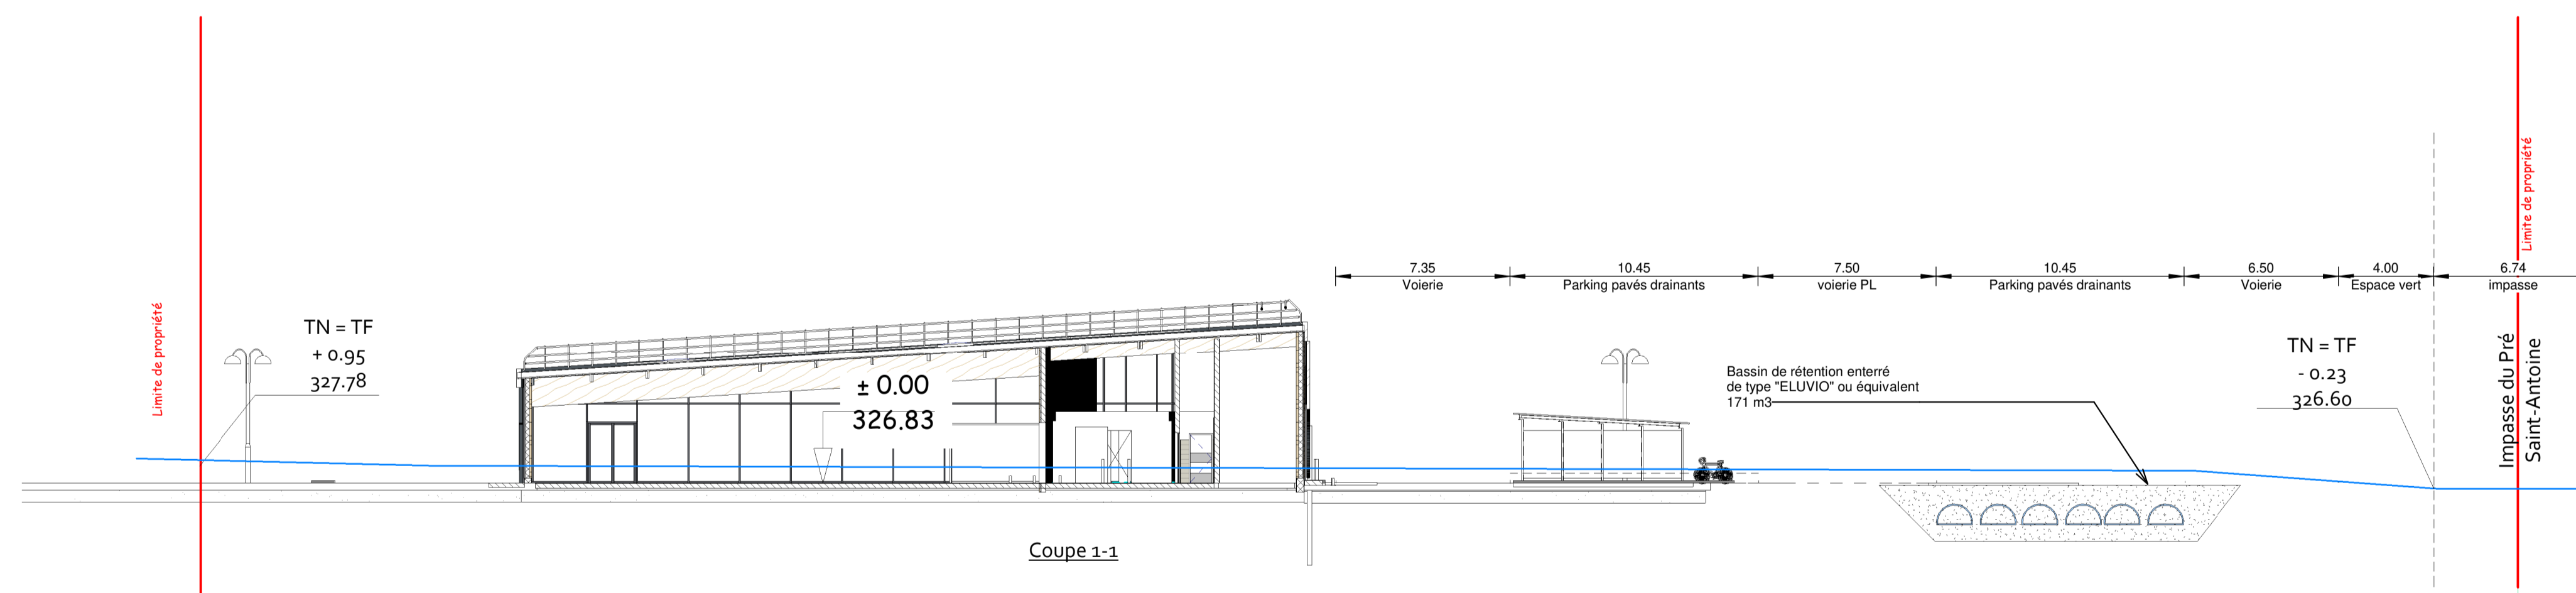 Limite de propriété
TN = TF
+ 0.95
327.78
± 0.00
326.83
7.35
Voierie
10.45
Parking pavés drainants
7.50
voierie PL
10.45
Parking pavés drainants
6.50
Voierie
4.00
Espace vert
6.74
impasse
Bassin de rétention enterré
de type "ELUVIO" ou équivalent
171 m3
TN = TF
- 0.23
326.60
Impasse du Pré
Saint-Antoine
Limite de propriété
Coupe 1-1